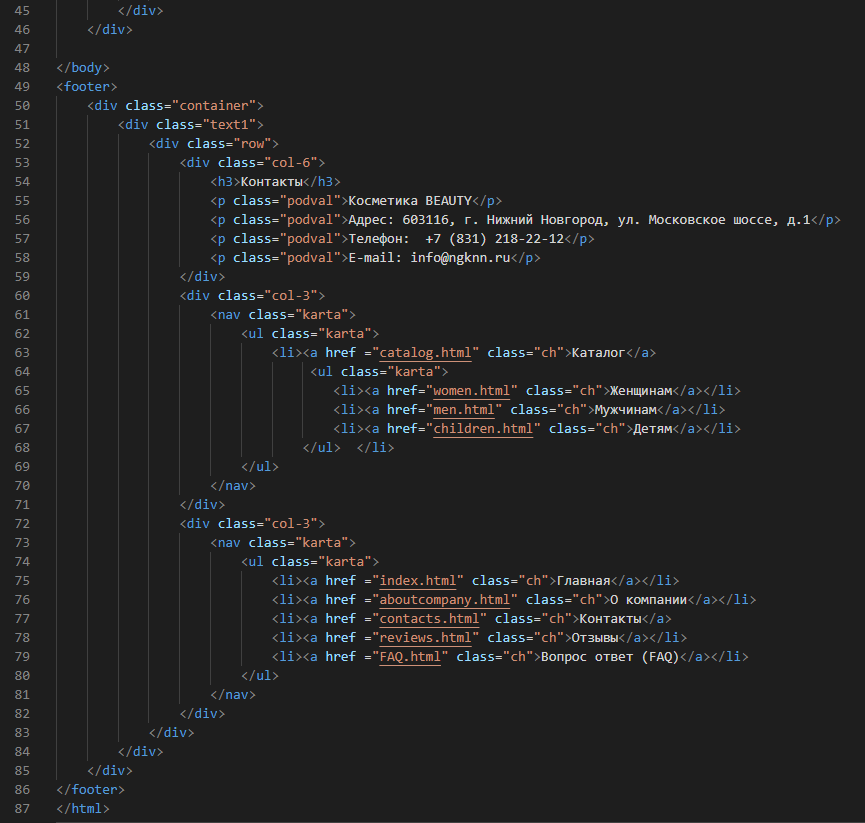 45 </div>
46 </div>
47
48 </body>
49 <footer>
50 <div class="container">
51 <div class="text1">
52 <div class="row">
53 <div class="col-6">
54 <h3>Контакты</h3>
55 <p class="podval">Косметика BEAUTY</p>
56 <p class="podval">Адрес: 603116, г. Нижний Новгород, ул. Московское шоссе, д.1</p>
57 <p class="podval">Телефон:  +7 (831) 218-22-12</p>
58 <p class="podval">E-mail: info@ngknn.ru</p>
59 </div>
60 <div class="col-3">
61 <nav class="karta">
62 <ul class="karta">
63 <li><a href ="catalog.html" class="ch">Каталог</a>
64 <ul class="karta">
65 <li><a href="women.html" class="ch">Женщинам</a></li>
66 <li><a href="men.html" class="ch">Мужчинам</a></li>
67 <li><a href="children.html" class="ch">Детям</a></li>
68 </ul>  </li>
69 </ul>
70 </nav>
71 </div>
72 <div class="col-3">
73 <nav class="karta">
74 <ul class="karta">
75 <li><a href ="index.html" class="ch">Главная</a></li>
76 <li><a href ="aboutcompany.html" class="ch">О компании</a></li>
77 <li><a href ="contacts.html" class="ch">Контакты</a>
78 <li><a href ="reviews.html" class="ch">Отзывы</a></li>
79 <li><a href ="FAQ.html" class="ch">Вопрос ответ (FAQ)</a></li>
80 </ul>
81 </nav>
82 </div>
83 </div>
84 </div>
85 </div>
86 </footer>
87 </html>